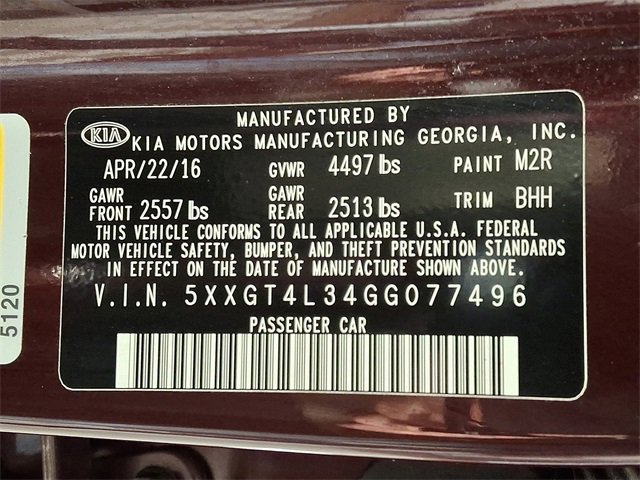 MANUFACTURED BY
KIA KIA MOTORS MANUFACTURING GEORGIA, INC.
APR/22/16 GVWR 4497 lbs PAINT M2R
GAWR FRONT 2557 lbs GAWR REAR 2513 lbs TRIM BHH
THIS VEHICLE CONFORMS TO ALL APPLICABLE U.S.A. FEDERAL
MOTOR VEHICLE SAFETY, BUMPER, AND THEFT PREVENTION STANDARDS
IN EFFECT ON THE DATE OF MANUFACTURE SHOWN ABOVE.
V.I.N. 5XXGT4L34GG077496
PASSENGER CAR
5120